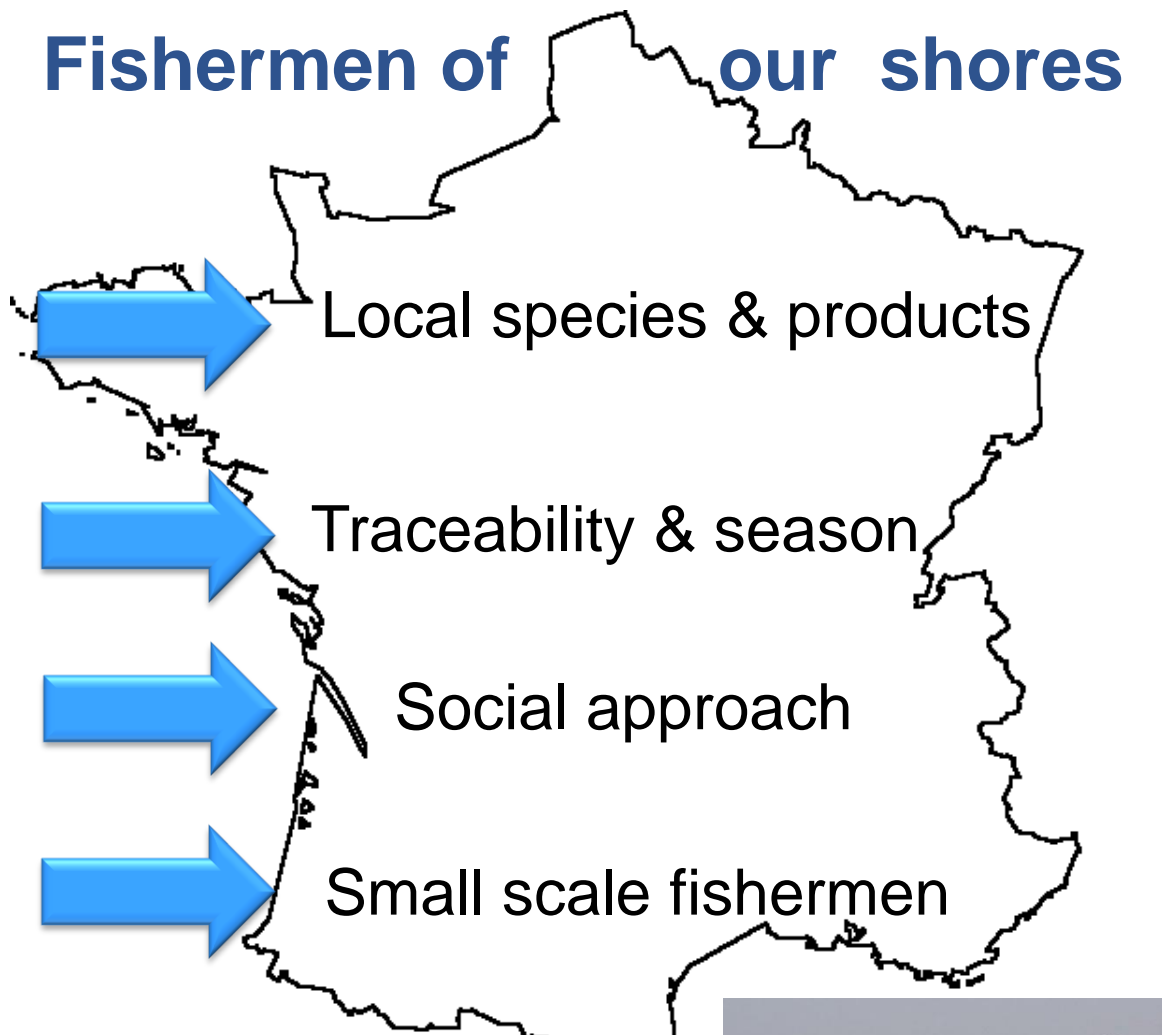 Fishermen of our shores
Local species & products
Traceability & season
Social approach
Small scale fishermen